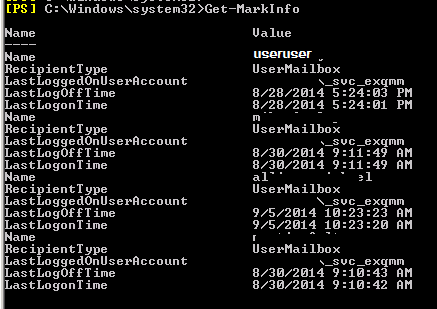 [PS] C:\Windows\system32>Get-MarkInfo
Name Value
---- 
Name useruser
RecipientType UserMailbox
LastLoggedOnUserAccount \_svc_exqmm
LastLogOffTime 8/28/2014 5:24:03 PM
LastLogonTime 8/28/2014 5:24:01 PM
Name
RecipientType UserMailbox
LastLoggedOnUserAccount \_svc_exqmm
LastLogOffTime 8/30/2014 9:11:49 AM
LastLogonTime 8/30/2014 9:11:49 AM
Name
RecipientType UserMailbox
LastLoggedOnUserAccount \_svc_exqmm
LastLogOffTime 9/5/2014 10:23:23 AM
LastLogonTime 9/5/2014 10:23:20 AM
Name
RecipientType UserMailbox
LastLoggedOnUserAccount \_svc_exqmm
LastLogOffTime 8/30/2014 9:10:43 AM
LastLogonTime 8/30/2014 9:10:42 AM